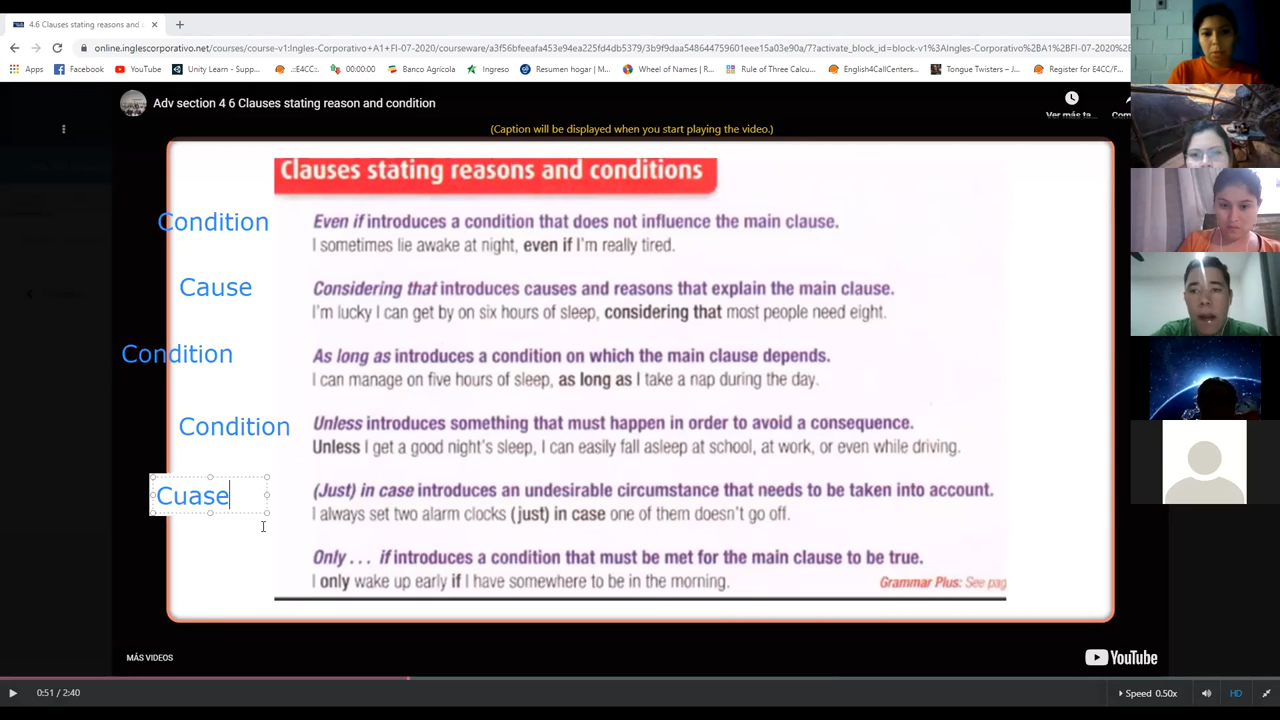 4.6 Clauses stating reasons and
online.inglescorporativo.net/courses/course-v1:Ingles-Corporativo+A1+FI-07-2020/courseware/a3f56bfeeafa453e94ea225fd4db5379/3b9f9daa548644759601eee15a03e90a/7?activate_block_id=block-v1%3AIngles-Corporativo%2BA1%2BFI-07-2020%2B
Apps
Facebook
YouTube
Unity Learn - Supp...
.::E4CC::.
00:00:00
Banco Agrícola
Ingreso
Resumen hogar | M...
Wheel of Names | R...
Rule of Three Calcu...
English4CallCenters...
Tongue Twisters – J...
Register for E4CC/F...
Adv section 4 6 Clauses stating reason and condition
Ver más ta...
Com
(Caption will be displayed when you start playing the video.)
Clauses stating reasons and conditions
Condition
Even if introduces a condition that does not influence the main clause.
I sometimes lie awake at night, even if I'm really tired.
Cause
Considering that introduces causes and reasons that explain the main clause.
I'm lucky I can get by on six hours of sleep, considering that most people need eight.
Condition
As long as introduces a condition on which the main clause depends.
I can manage on five hours of sleep, as long as I take a nap during the day.
Condition
Unless introduces something that must happen in order to avoid a consequence.
Unless I get a good night's sleep, I can easily fall asleep at school, at work, or even while driving.
Cuase
(Just) in case introduces an undesirable circumstance that needs to be taken into account.
I always set two alarm clocks (just) in case one of them doesn't go off.
Only . . . if introduces a condition that must be met for the main clause to be true.
I only wake up early if I have somewhere to be in the morning.
Grammar Plus: See pag
MÁS VIDEOS
YouTube
0:51 / 2:40
Speed 0.50x
HD